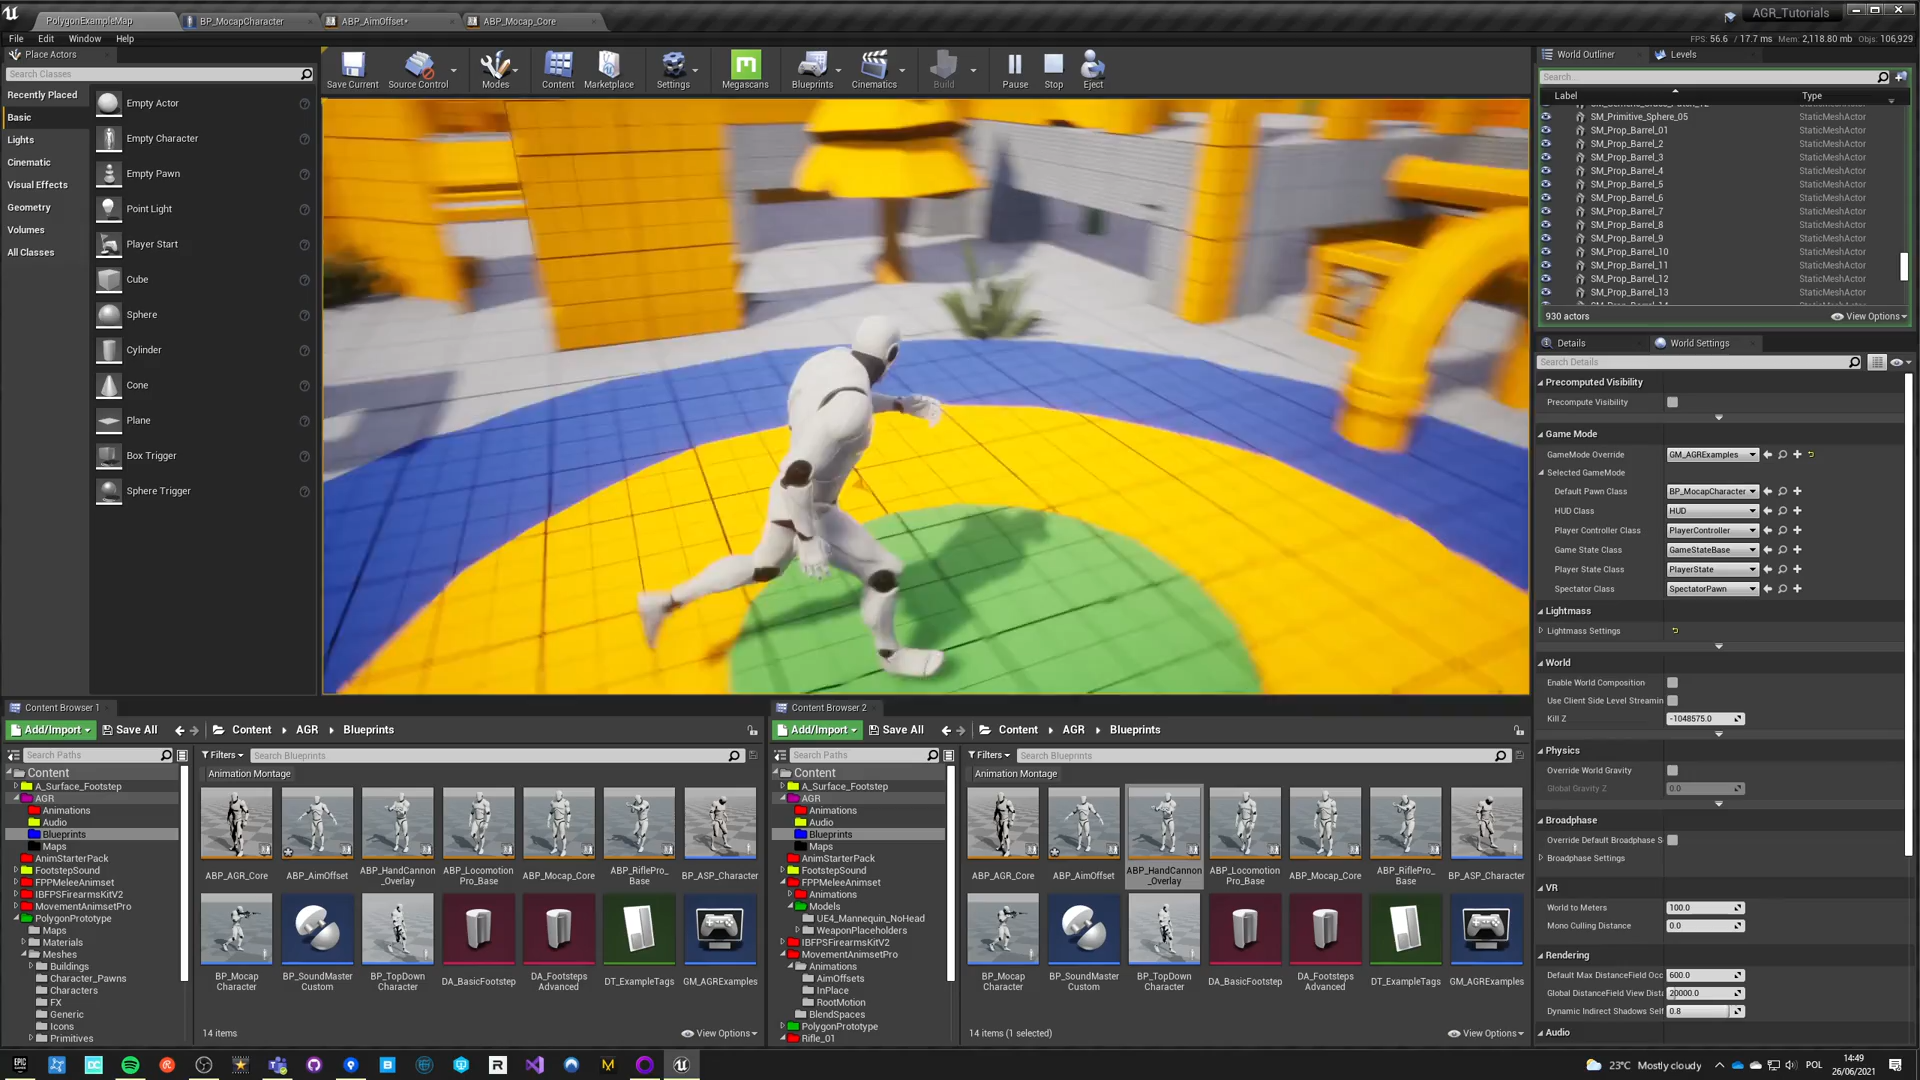 PolygonExampleMap
BP_MocapCharacter
ABP_AimOffset•
ABP_Mocap_Core
AGR_Tutorials
File Edit Window Help
FPS: 56.6 / 17.7 ms Mem: 2,118.80 mb Objs: 106,929
Place Actors
Search Classes
Recently Placed
Basic
Lights
Cinematic
Visual Effects
Geometry
Volumes
All Classes
Empty Actor
Empty Character
Empty Pawn
Point Light
Player Start
Cube
Sphere
Cylinder
Cone
Plane
Box Trigger
Sphere Trigger
Save Current
Source Control
Modes
Content
Marketplace
Settings
Megascans
Blueprints
Cinematics
Build
Pause
Stop
Eject
World Outliner
Levels
Search...
Label Type
SM_Primitive_Sphere_05 StaticMeshActor
SM_Prop_Barrel_01 StaticMeshActor
SM_Prop_Barrel_2 StaticMeshActor
SM_Prop_Barrel_3 StaticMeshActor
SM_Prop_Barrel_4 StaticMeshActor
SM_Prop_Barrel_5 StaticMeshActor
SM_Prop_Barrel_6 StaticMeshActor
SM_Prop_Barrel_7 StaticMeshActor
SM_Prop_Barrel_8 StaticMeshActor
SM_Prop_Barrel_9 StaticMeshActor
SM_Prop_Barrel_10 StaticMeshActor
SM_Prop_Barrel_11 StaticMeshActor
SM_Prop_Barrel_12 StaticMeshActor
SM_Prop_Barrel_13 StaticMeshActor
930 actors
View Options
Details
World Settings
Search Details
Precomputed Visibility
Precompute Visibility
Game Mode
GameMode Override GM_AGRExamples
Selected GameMode
Default Pawn Class BP_MocapCharacter
HUD Class HUD
Player Controller Class PlayerController
Game State Class GameStateBase
Player State Class PlayerState
Spectator Class SpectatorPawn
Lightmass
Lightmass Settings
World
Enable World Composition
Use Client Side Level Streamin
Kill Z -1048575.0
Physics
Override World Gravity
Global Gravity Z 0.0
Broadphase
Override Default Broadphase S
Broadphase Settings
VR
World to Meters 100.0
Mono Culling Distance 0.0
Rendering
Default Max DistanceField Occ 600.0
Global DistanceField View Dista 20000.0
Dynamic Indirect Shadows Self 0.8
Audio
Content Browser 1
Add/Import Save All Content AGR Blueprints
Search Paths
Filters Search Blueprints
Animation Montage
Content
A_Surface_Footstep
AGR
Animations
Audio
Blueprints
Maps
AnimStarterPack
FootstepSound
FPPMeleeAnimset
IBFPSFirearmsKitV2
MovementAnimsetPro
PolygonPrototype
Maps
Materials
Meshes
Buildings
Character_Pawns
Characters
FX
Generic
Icons
Primitives
ABP_AGR_Core
ABP_AimOffset
ABP_HandCannon
_Overlay
ABP_Locomotion
Pro_Base
ABP_Mocap_Core
ABP_RiflePro_
Base
BP_ASP_Character
BP_Mocap
Character
BP_SoundMaster
Custom
BP_TopDown
Character
DA_BasicFootstep
DA_Footsteps
Advanced
DT_ExampleTags
GM_AGRExamples
14 items
View Options
Content Browser 2
Add/Import Save All Content AGR Blueprints
Search Paths
Filters Search Blueprints
Animation Montage
Content
A_Surface_Footstep
AGR
Animations
Audio
Blueprints
Maps
AnimStarterPack
FootstepSound
FPPMeleeAnimset
Animations
Models
UE4_Mannequin_NoHead
WeaponPlaceholders
IBFPSFirearmsKitV2
MovementAnimsetPro
Animations
AimOffsets
InPlace
RootMotion
BlendSpaces
PolygonPrototype
Rifle_01
ABP_AGR_Core
ABP_AimOffset
ABP_HandCannon
_Overlay
ABP_Locomotion
Pro_Base
ABP_Mocap_Core
ABP_RiflePro_
Base
BP_ASP_Character
BP_Mocap
Character
BP_SoundMaster
Custom
BP_TopDown
Character
DA_BasicFootstep
DA_Footsteps
Advanced
DT_ExampleTags
GM_AGRExamples
14 items (1 selected)
View Options
23°C Mostly cloudy
POL
14:49
26/06/2021